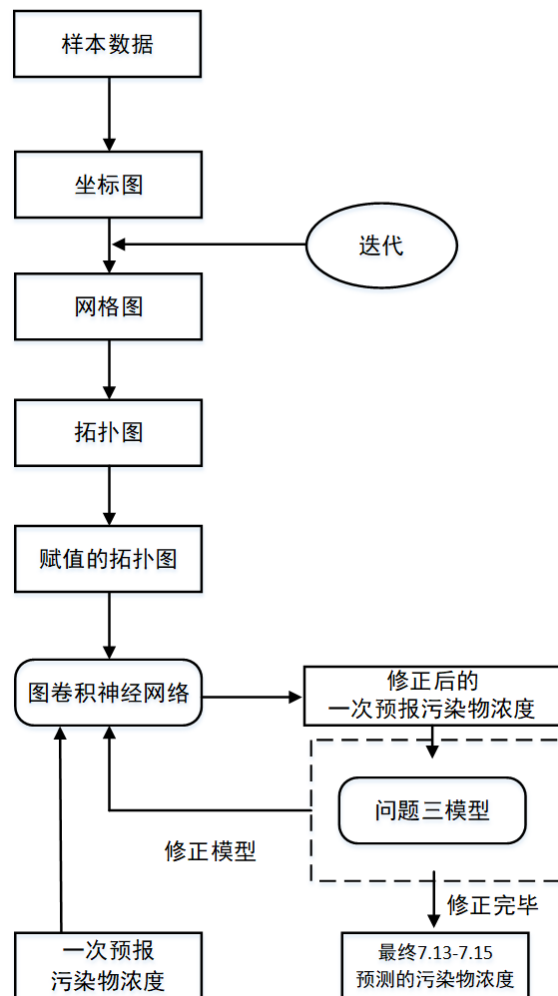 样本数据
坐标图
迭代
网格图
拓扑图
赋值的拓扑图
图卷积神经网络
修正后的
一次预报污染物浓度
问题三模型
修正模型
修正完毕
一次预报
污染物浓度
最终7.13-7.15
预测的污染物浓度